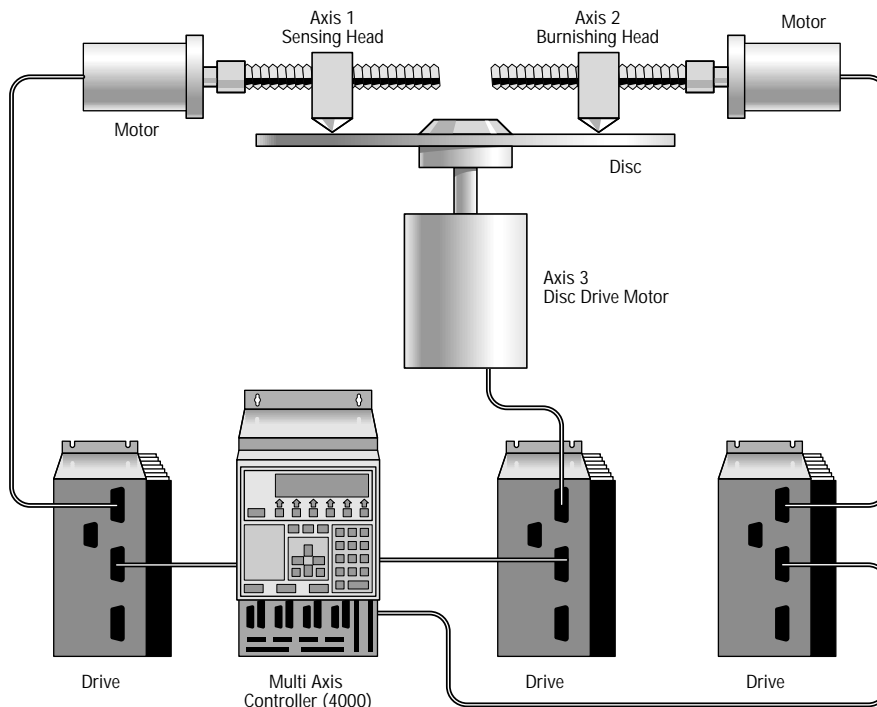 Axis 1
Sensing Head
Axis 2
Burnishing Head
Motor
Motor
Disc
Axis 3
Disc Drive Motor
Drive
Multi Axis
Controller (4000)
Drive
Drive